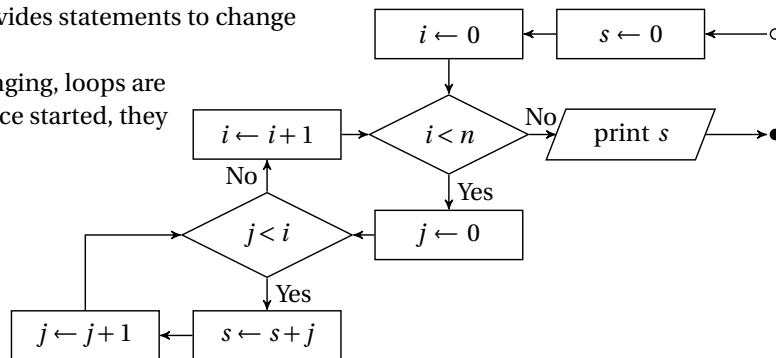 vides statements to change
nging, loops are
ce started, they
i ← 0
s ← 0
i ← i+1
i < n
No
print s
No
Yes
j < i
j ← 0
Yes
j ← j+1
s ← s+j